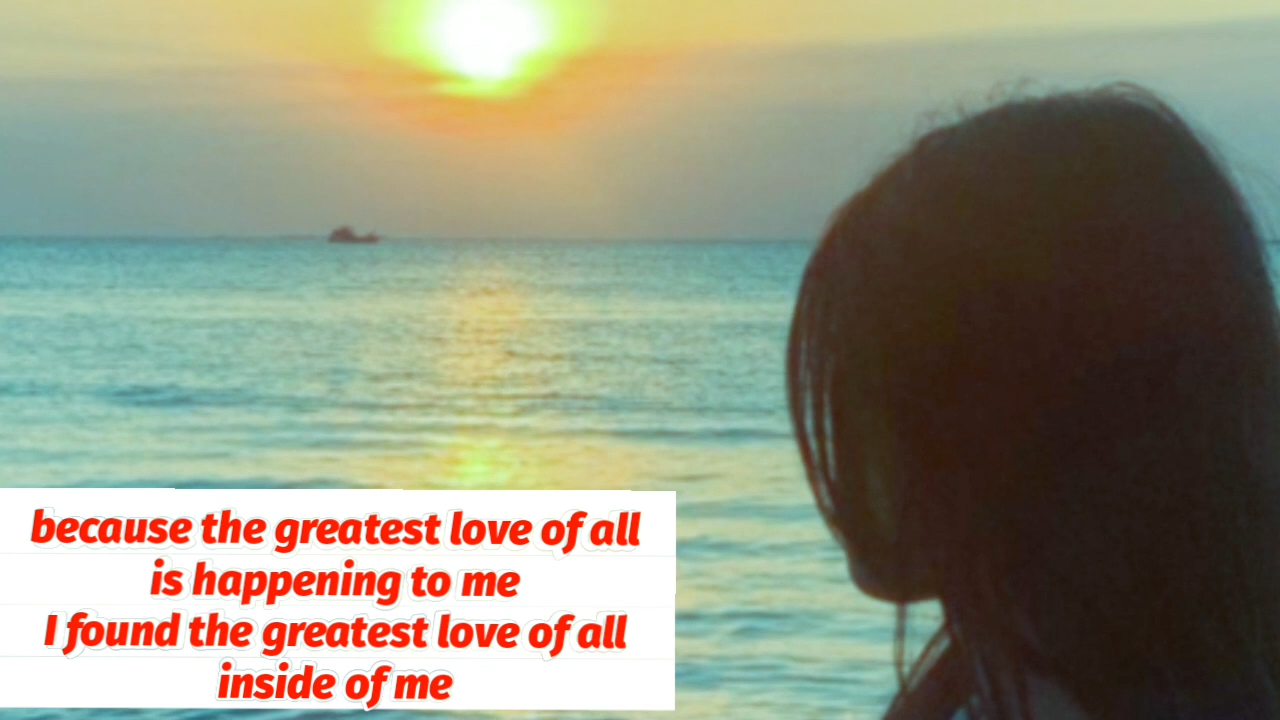 because the greatest love of all
is happening to me
I found the greatest love of all
inside of me